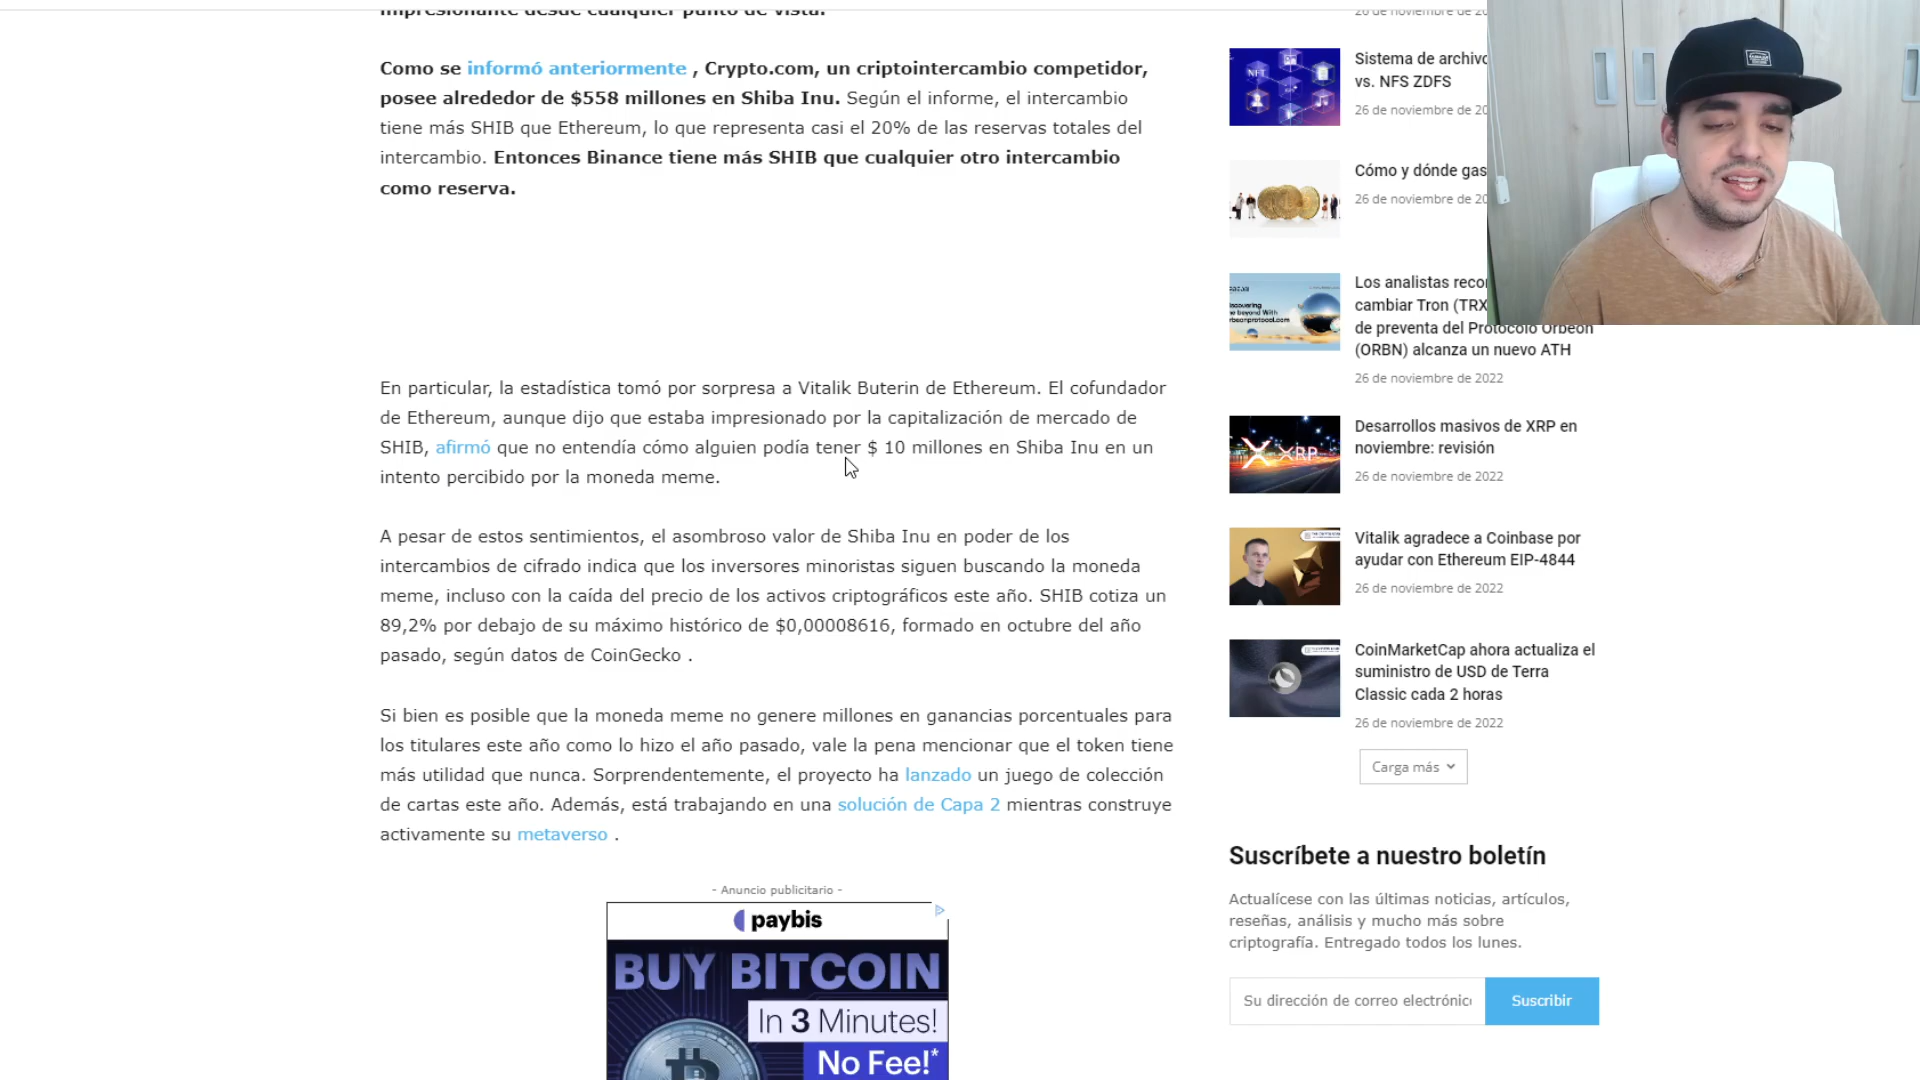 impresionante desde cualquier punto de vista.
Como se informó anteriormente , Crypto.com, un criptointercambio competidor,
posee alrededor de $558 millones en Shiba Inu. Según el informe, el intercambio
tiene más SHIB que Ethereum, lo que representa casi el 20% de las reservas totales del
intercambio. Entonces Binance tiene más SHIB que cualquier otro intercambio
como reserva.
En particular, la estadística tomó por sorpresa a Vitalik Buterin de Ethereum. El cofundador
de Ethereum, aunque dijo que estaba impresionado por la capitalización de mercado de
SHIB, afirmó que no entendía cómo alguien podía tener $ 10 millones en Shiba Inu en un
intento percibido por la moneda meme.
A pesar de estos sentimientos, el asombroso valor de Shiba Inu en poder de los
intercambios de cifrado indica que los inversores minoristas siguen buscando la moneda
meme, incluso con la caída del precio de los activos criptográficos este año. SHIB cotiza un
89,2% por debajo de su máximo histórico de $0,00008616, formado en octubre del año
pasado, según datos de CoinGecko .
Si bien es posible que la moneda meme no genere millones en ganancias porcentuales para
los titulares este año como lo hizo el año pasado, vale la pena mencionar que el token tiene
más utilidad que nunca. Sorprendentemente, el proyecto ha lanzado un juego de colección
de cartas este año. Además, está trabajando en una solución de Capa 2 mientras construye
activamente su metaverso .
- Anuncio publicitario -
paybis
BUY BITCOIN
In 3 Minutes!
No Fee!*
26 de noviembre de 20
NFT
Sistema de archivo
vs. NFS ZDFS
26 de noviembre de 20
Cómo y dónde gas
26 de noviembre de 20
Los analistas reco
cambiar Tron (TRX
de preventa del Protocolo Orbeon
(ORBN) alcanza un nuevo ATH
26 de noviembre de 2022
XRP
Desarrollos masivos de XRP en
noviembre: revisión
26 de noviembre de 2022
Vitalik agradece a Coinbase por
ayudar con Ethereum EIP-4844
26 de noviembre de 2022
CoinMarketCap ahora actualiza el
suministro de USD de Terra
Classic cada 2 horas
26 de noviembre de 2022
Carga más
Suscríbete a nuestro boletín
Actualícese con las últimas noticias, artículos,
reseñas, análisis y mucho más sobre
criptografía. Entregado todos los lunes.
Su dirección de correo electrónic
Suscribir